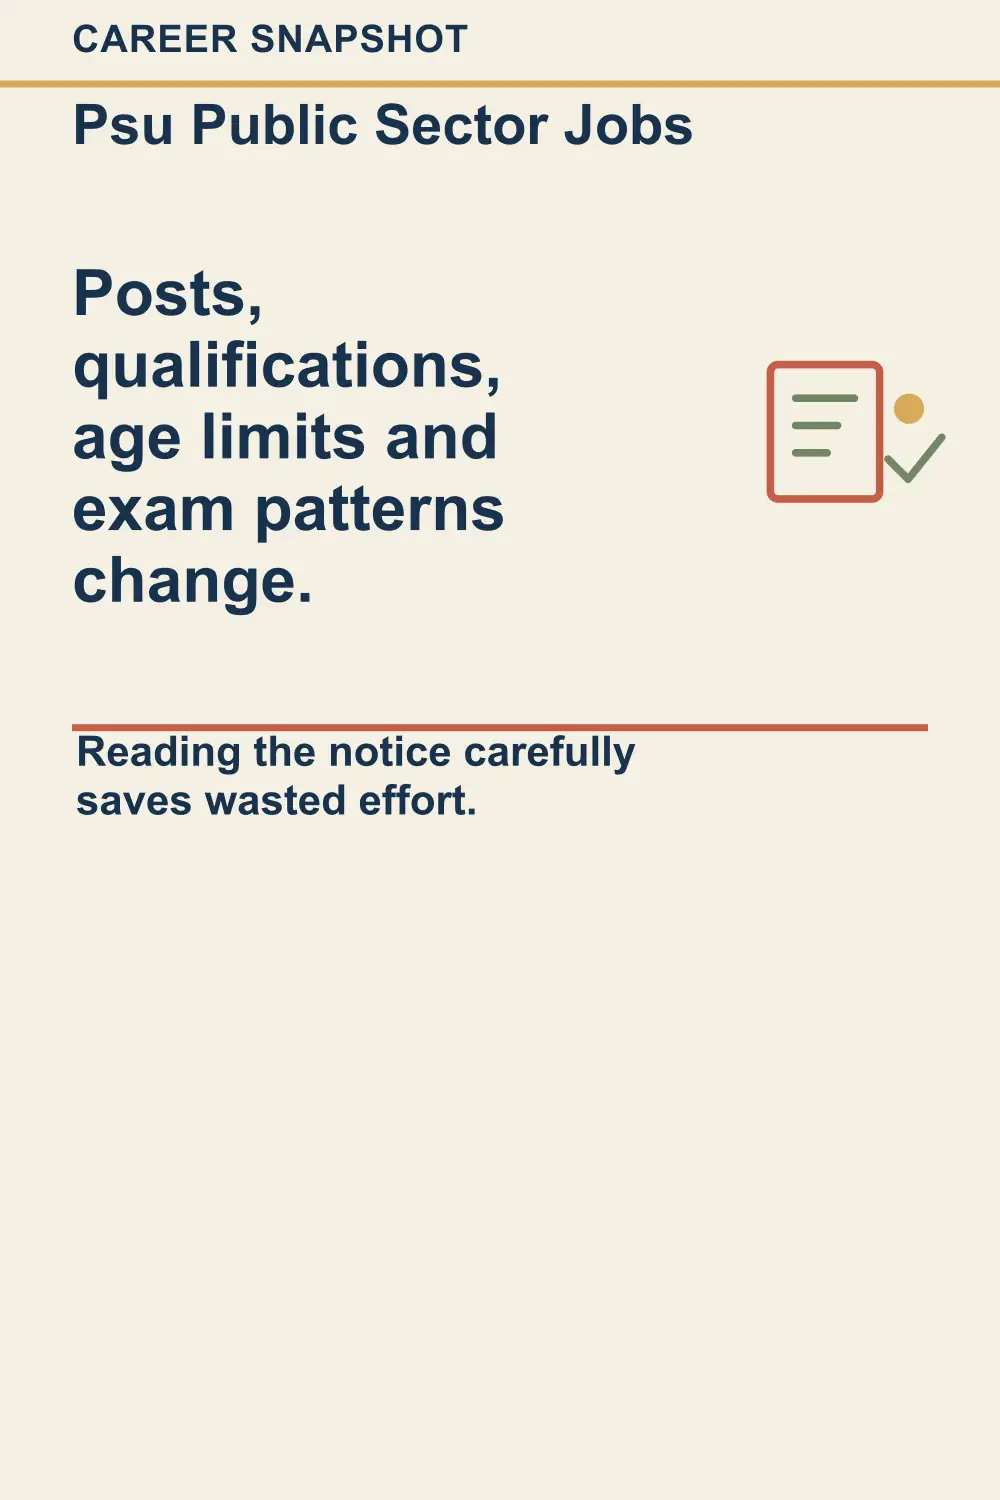 CAREER SNAPSHOT
Psu Public Sector Jobs
Posts,
qualifications,
age limits and
exam patterns
change.
Reading the notice carefully
saves wasted effort.